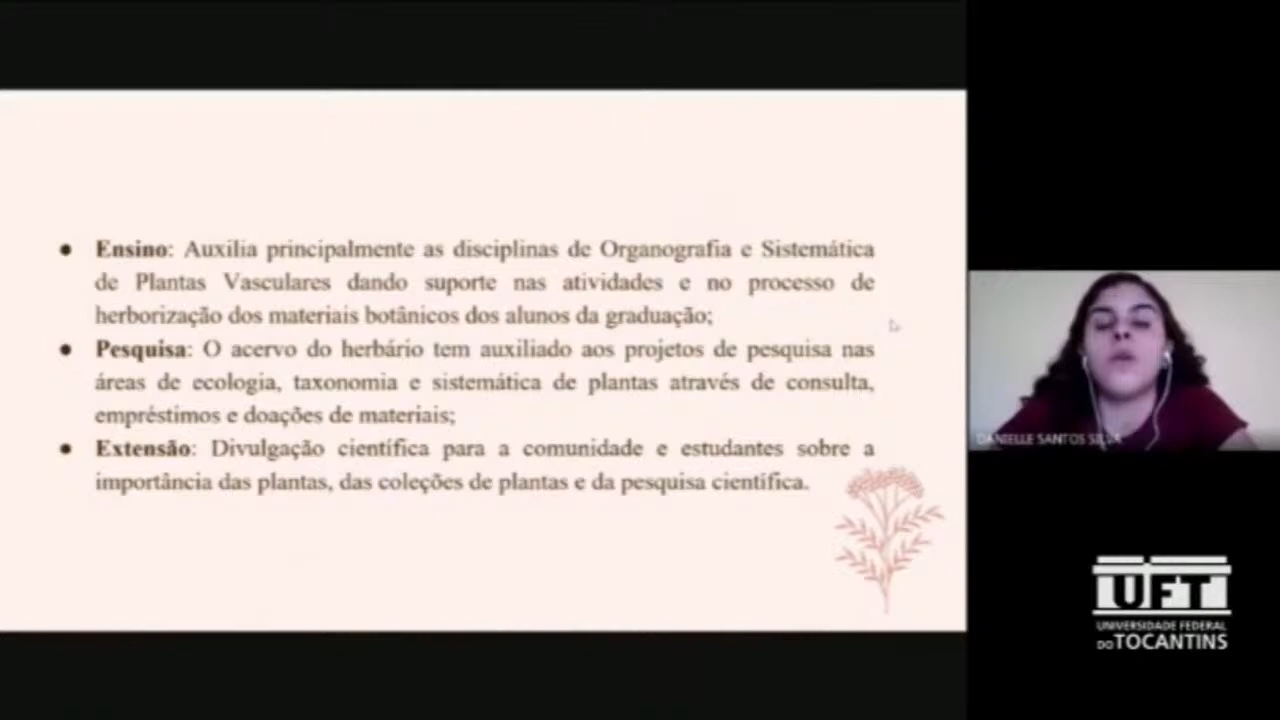 ● Ensino: Auxilia principalmente as disciplinas de Organografia e Sistemática
de Plantas Vasculares dando suporte nas atividades e no processo de
herborização dos materiais botânicos dos alunos da graduação;
● Pesquisa: O acervo do herbário tem auxiliado aos projetos de pesquisa nas
áreas de ecologia, taxonomia e sistemática de plantas através de consulta,
empréstimos e doações de materiais;
● Extensão: Divulgação científica para a comunidade e estudantes sobre a
importância das plantas, das coleções de plantas e da pesquisa científica.
DANIELLE SANTOS SILVA
UFT
UNIVERSIDADE FEDERAL
DO TOCANTINS